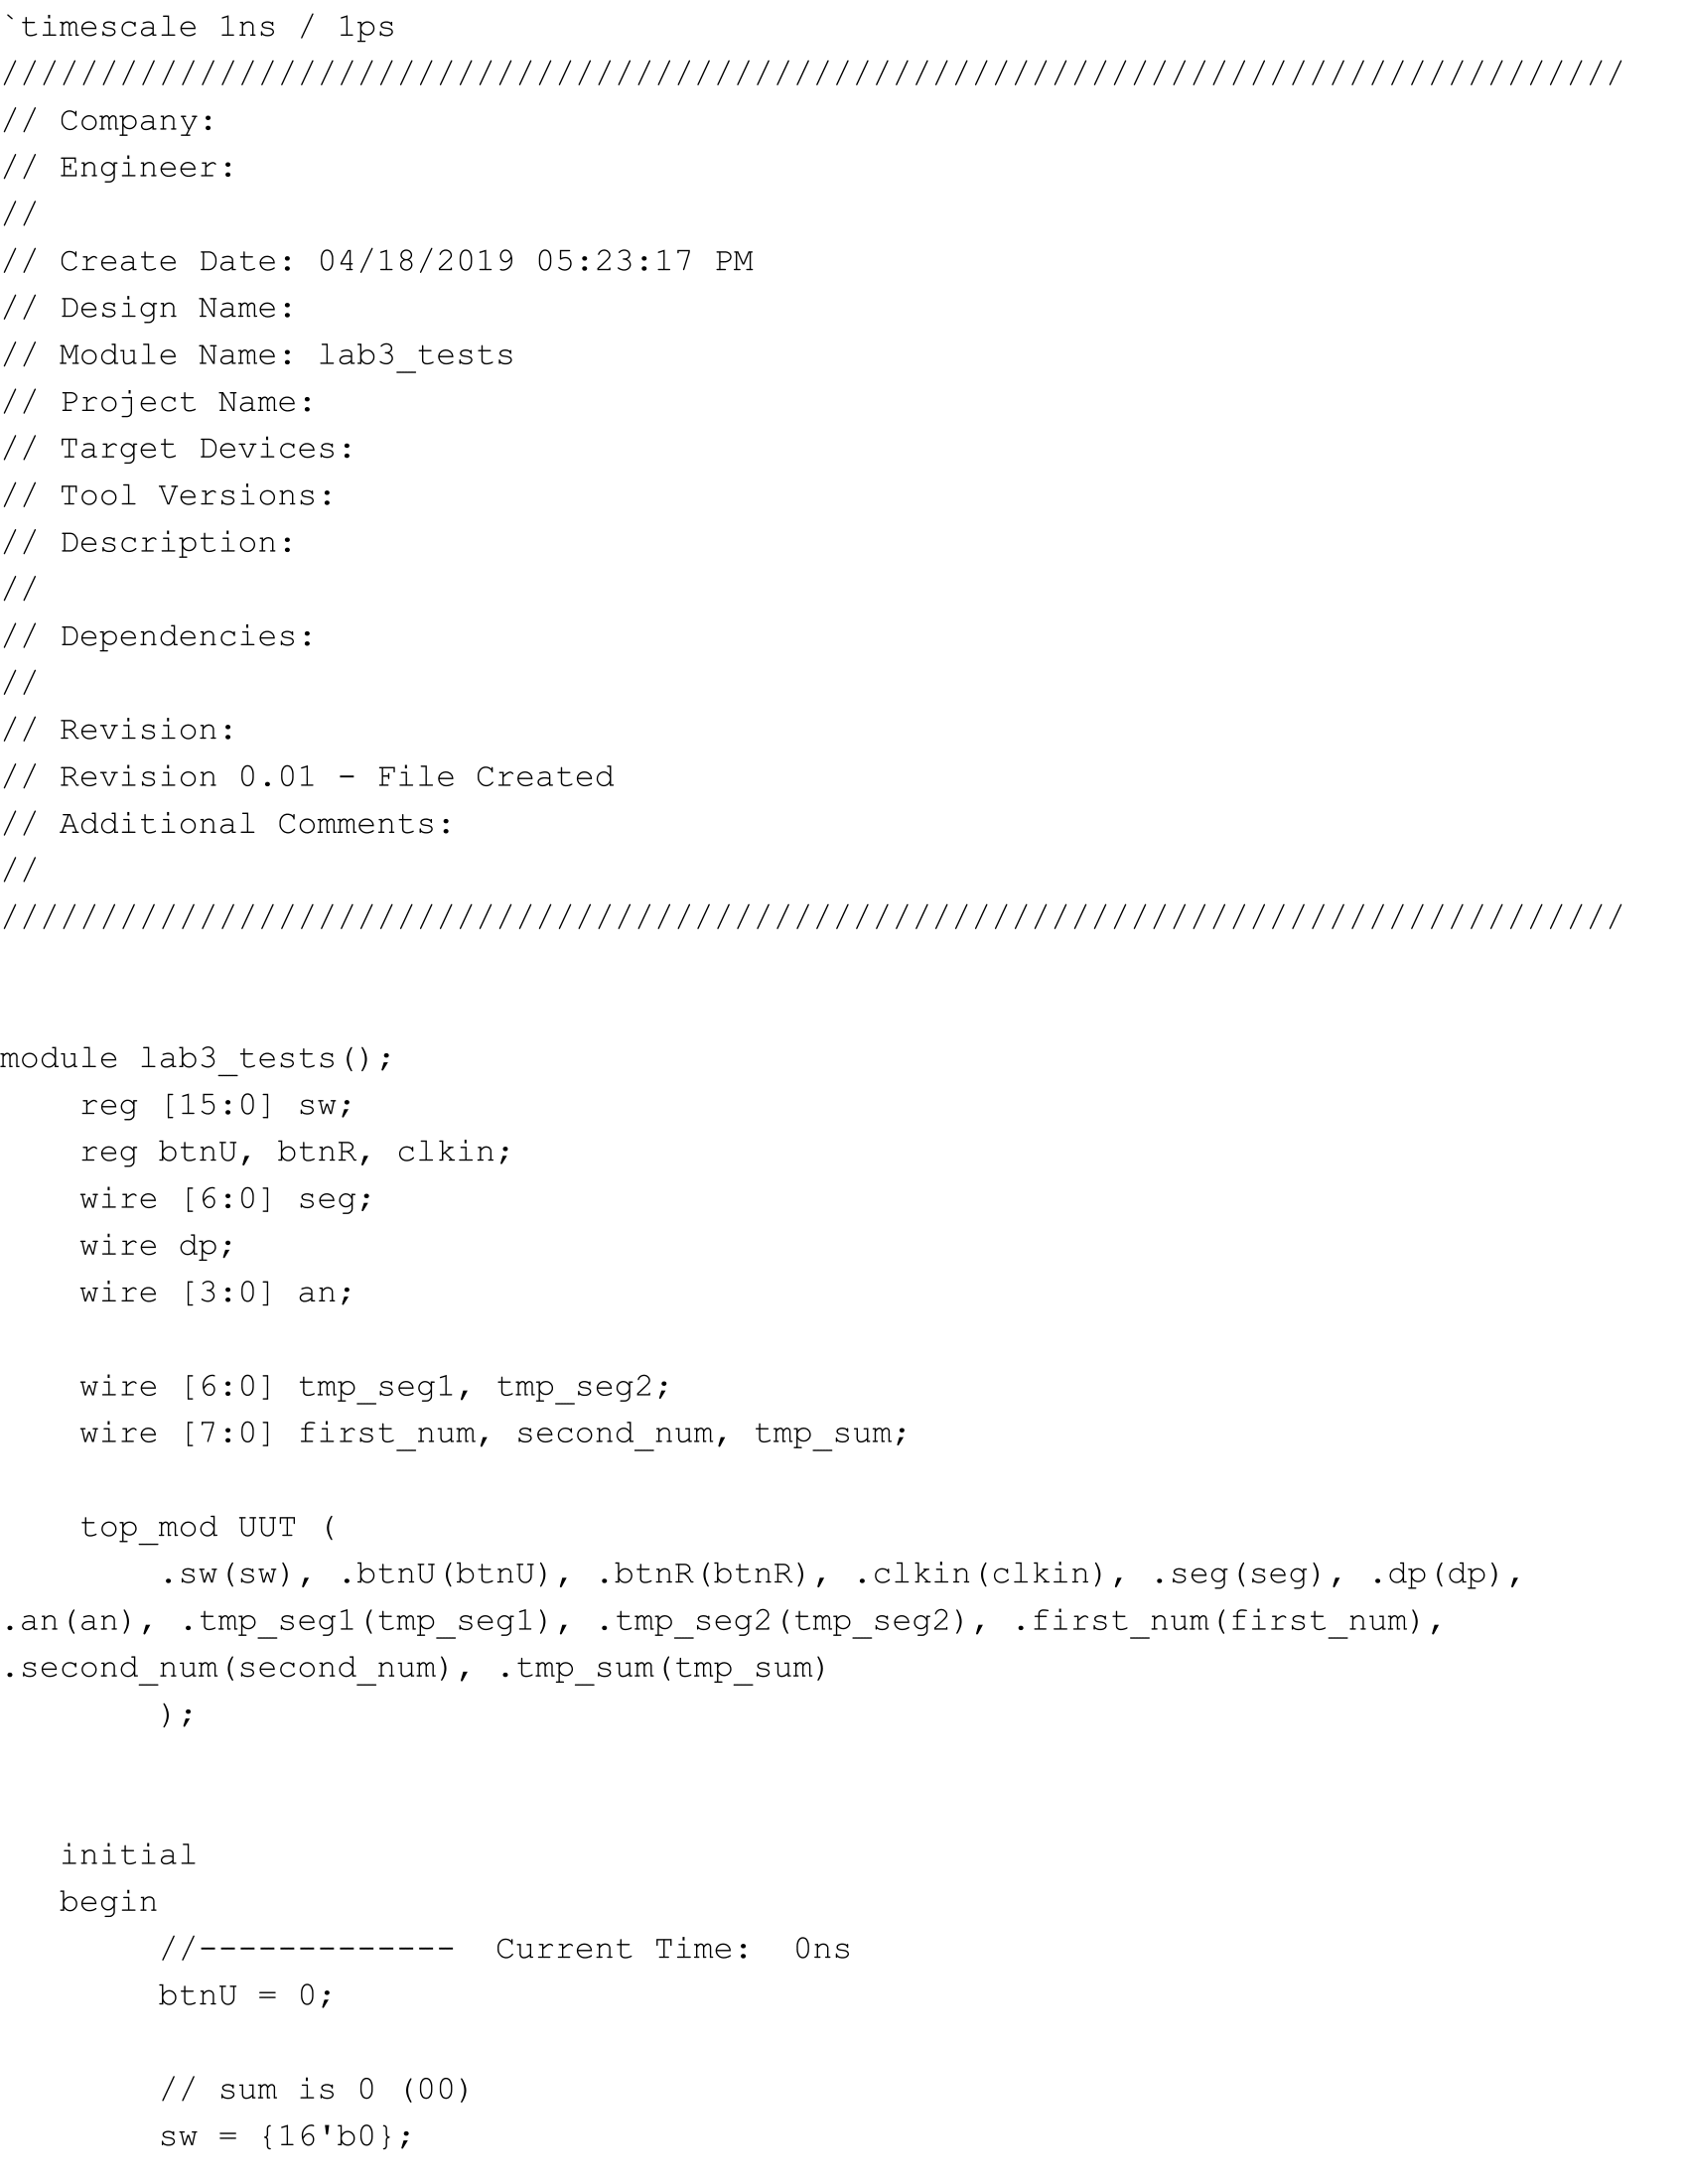 `timescale 1ns / 1ps
//////////////////////////////////////////////////////////////////////////////////
// Company:
// Engineer:
//
// Create Date: 04/18/2019 05:23:17 PM
// Design Name:
// Module Name: lab3_tests
// Project Name:
// Target Devices:
// Tool Versions:
// Description:
//
// Dependencies:
//
// Revision:
// Revision 0.01 - File Created
// Additional Comments:
//
//////////////////////////////////////////////////////////////////////////////////
module lab3_tests();
    reg [15:0] sw;
    reg btnU, btnR, clkin;
    wire [6:0] seg;
    wire dp;
    wire [3:0] an;
    wire [6:0] tmp_seg1, tmp_seg2;
    wire [7:0] first_num, second_num, tmp_sum;
    top_mod UUT (
        .sw(sw), .btnU(btnU), .btnR(btnR), .clkin(clkin), .seg(seg), .dp(dp),
.an(an), .tmp_seg1(tmp_seg1), .tmp_seg2(tmp_seg2), .first_num(first_num),
.second_num(second_num), .tmp_sum(tmp_sum)
        );
   initial
   begin
        //-------------  Current Time:  0ns
        btnU = 0;
        // sum is 0 (00)
        sw = {16'b0};